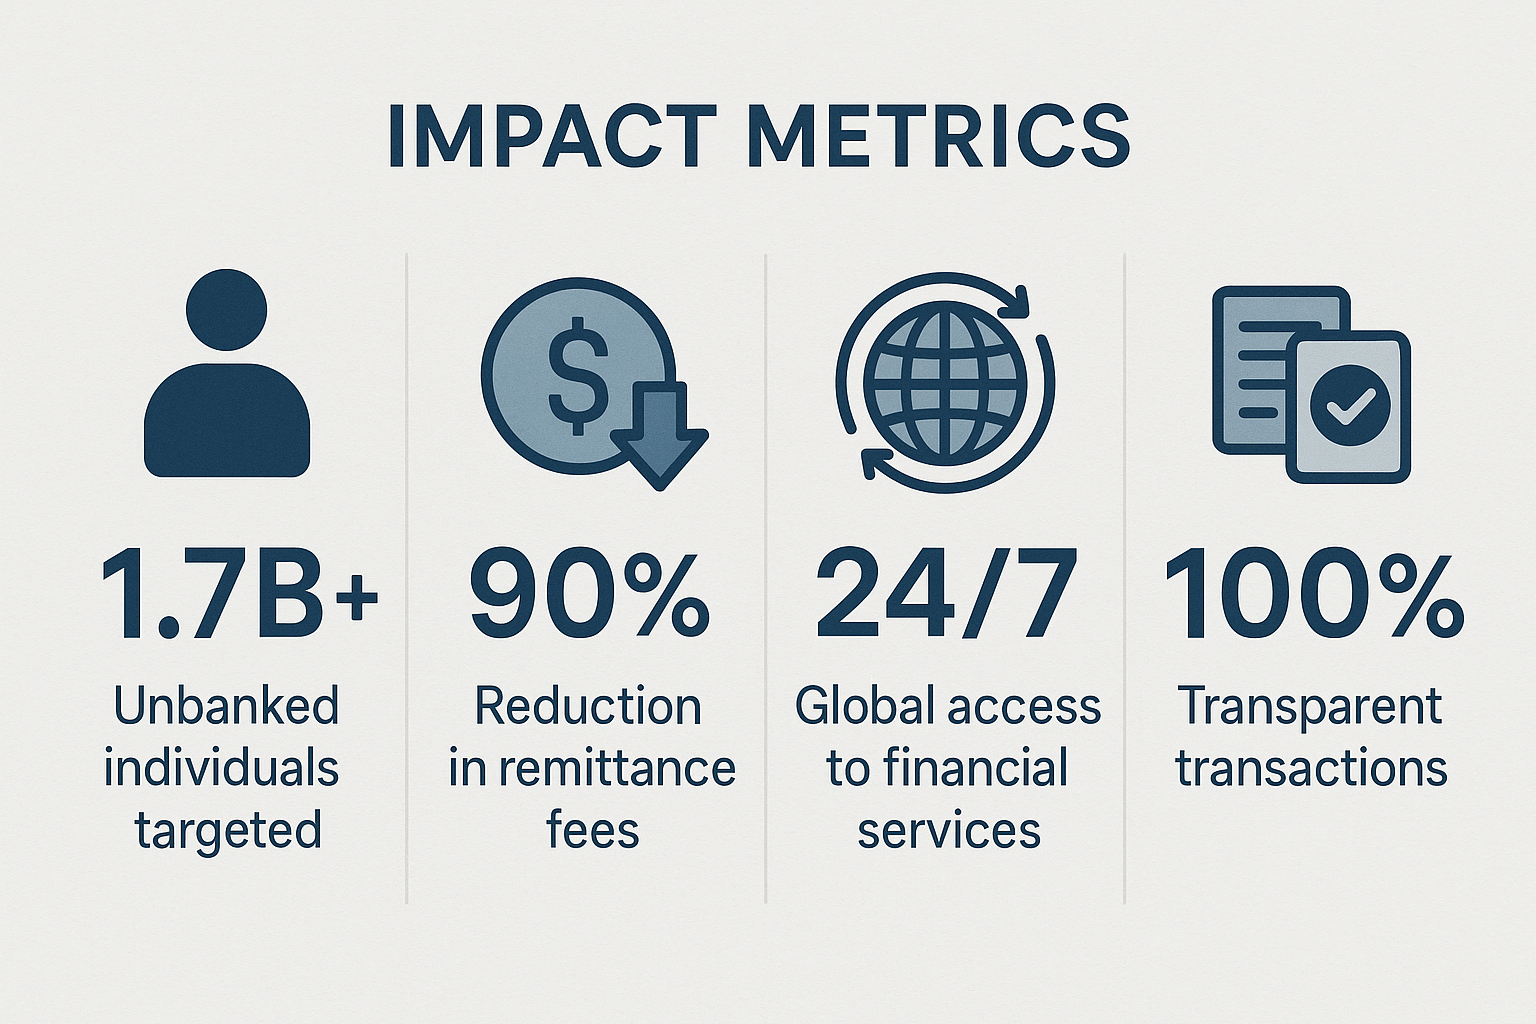 IMPACT METRICS
1.7B+
Unbanked
individuals
targeted
90%
Reduction
in remittance
fees
24/7
Global access
to financial
services
100%
Transparent
transactions